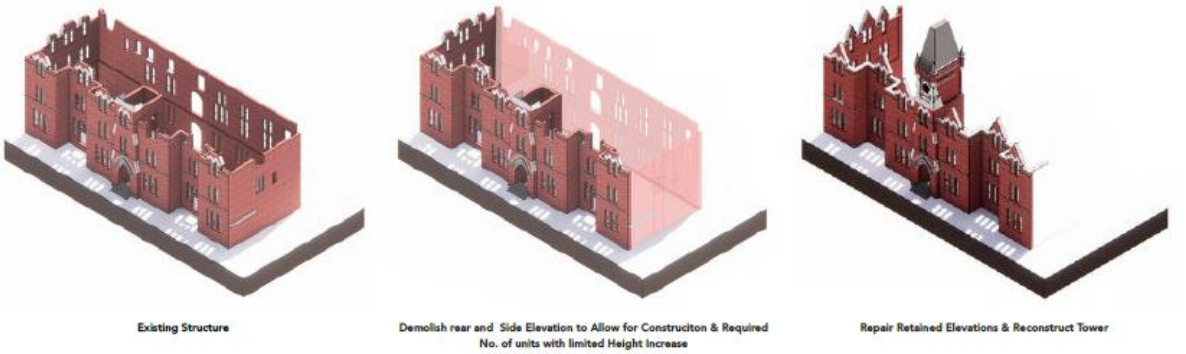 Existing Structure
Demolish rear and Side Elevation to Allow for Construciton & Required
No. of units with limited Height Increase
Repair Retained Elevations & Reconstruct Tower